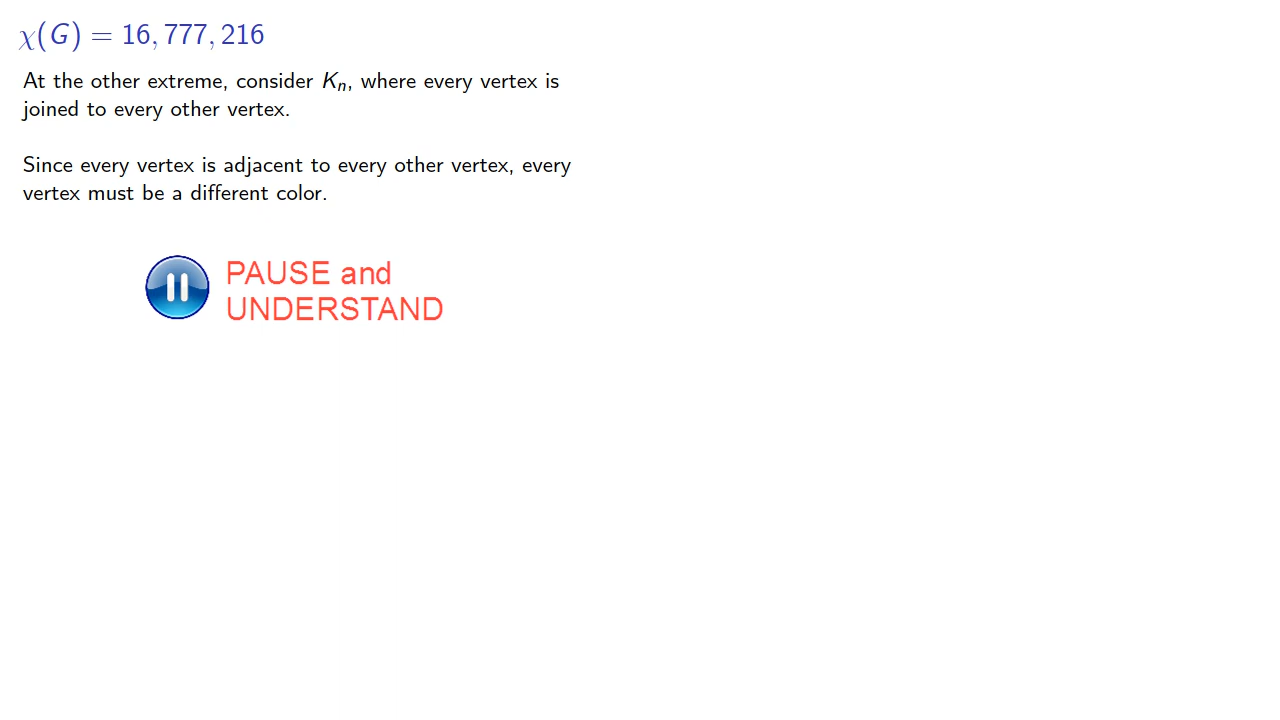 χ(G) = 16, 777, 216
At the other extreme, consider Kₙ, where every vertex is
joined to every other vertex.
Since every vertex is adjacent to every other vertex, every
vertex must be a different color.
PAUSE and
UNDERSTAND